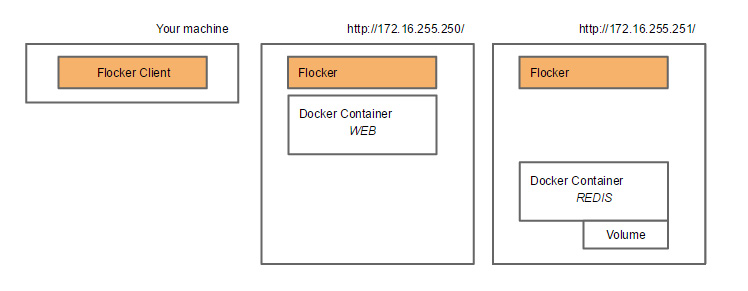 Your machine
Flocker Client
http://172.16.255.250/
Flocker
Docker Container
WEB
http://172.16.255.251/
Flocker
Docker Container
REDIS
Volume